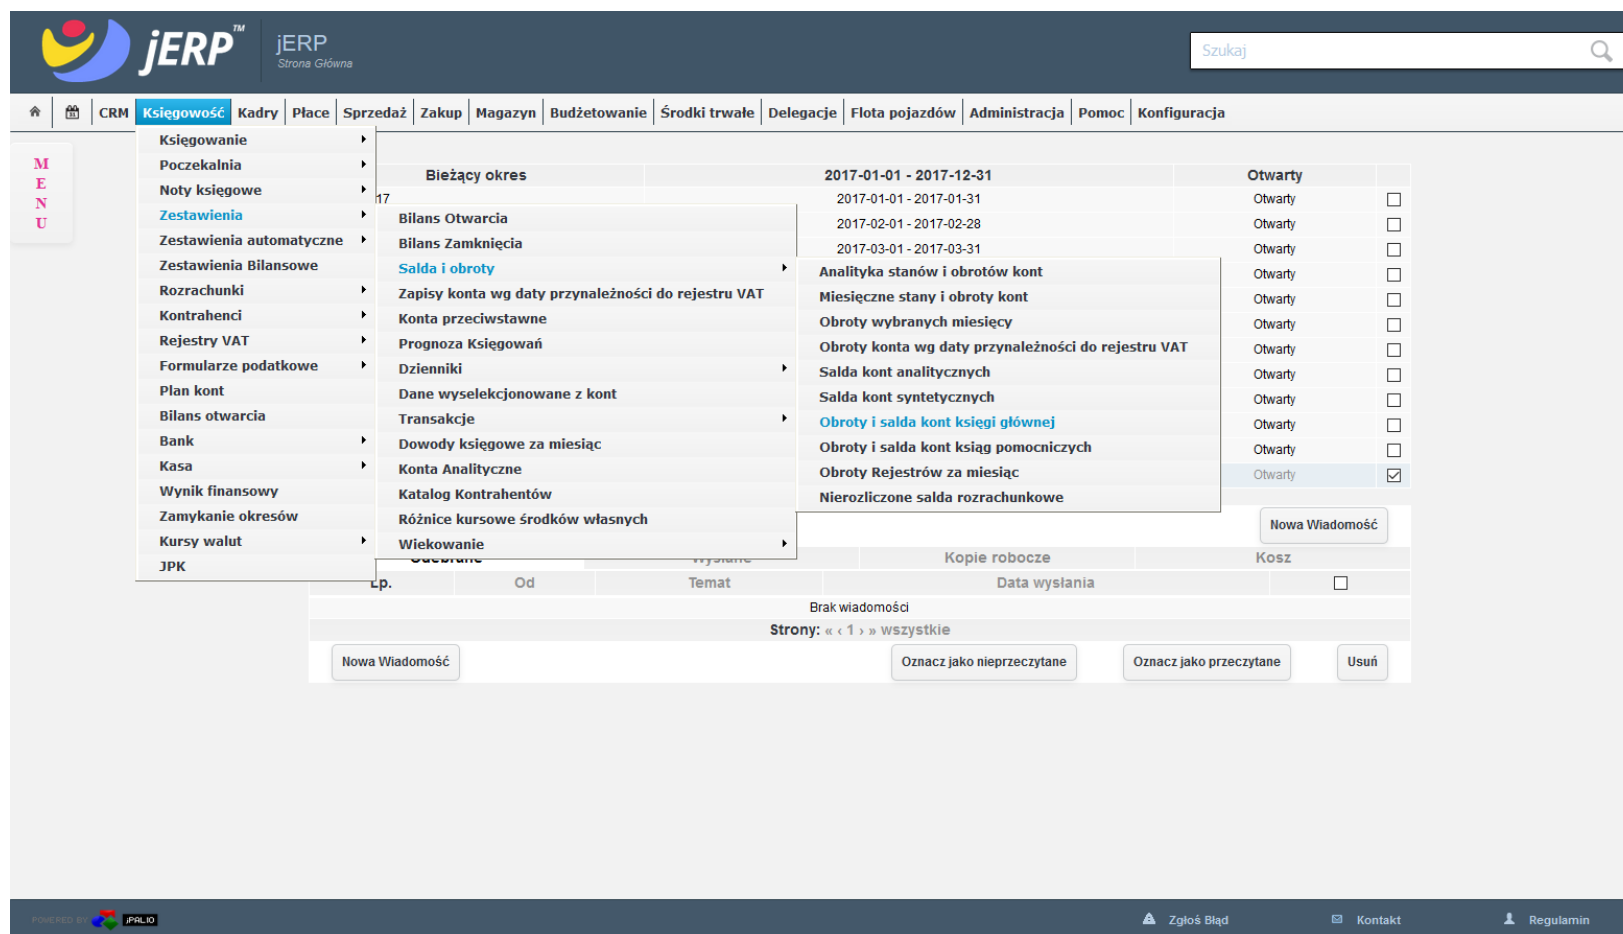 jERP™
jERP
Strona Główna
Szukaj
CRM Księgowość Kadry Płace Sprzedaż Zakup Magazyn Budżetowanie Środki trwałe Delegacje Flota pojazdów Administracja Pomoc Konfiguracja
M
E
N
U
Księgowanie
Poczekalnia
Noty księgowe
Zestawienia
Zestawienia automatyczne
Zestawienia Bilansowe
Rozrachunki
Kontrahenci
Rejestry VAT
Formularze podatkowe
Plan kont
Bilans otwarcia
Bank
Kasa
Wynik finansowy
Zamykanie okresów
Kursy walut
JPK
Bilans Otwarcia
Bilans Zamknięcia
Salda i obroty
Zapisy konta wg daty przynależności do rejestru VAT
Konta przeciwstawne
Prognoza Księgowań
Dzienniki
Dane wyselekcjonowane z kont
Transakcje
Dowody księgowe za miesiąc
Konta Analityczne
Katalog Kontrahentów
Różnice kursowe środków własnych
Wiekowanie
Analityka stanów i obrotów kont
Miesięczne stany i obroty kont
Obroty wybranych miesięcy
Obroty konta wg daty przynależności do rejestru VAT
Salda kont analitycznych
Salda kont syntetycznych
Obroty i salda kont księgi głównej
Obroty i salda kont ksiąg pomocniczych
Obroty Rejestrów za miesiąc
Nierozliczone salda rozrachunkowe
Bieżący okres 2017-01-01 - 2017-12-31 Otwarty
17 2017-01-01 - 2017-01-31 Otwarty
2017-02-01 - 2017-02-28 Otwarty
2017-03-01 - 2017-03-31 Otwarty
Otwarty
Otwarty
Otwarty
Otwarty
Otwarty
Otwarty
Otwarty
Otwarty
Otwarty
Nowa Wiadomość
Odebrane Wysłane Kopie robocze Kosz
Lp. Od Temat Data wysłania
Brak wiadomości
Strony: « ‹ 1 › » wszystkie
Nowa Wiadomość Oznacz jako nieprzeczytane Oznacz jako przeczytane Usuń
POWERED BY jPALIO Zgłoś Błąd Kontakt Regulamin